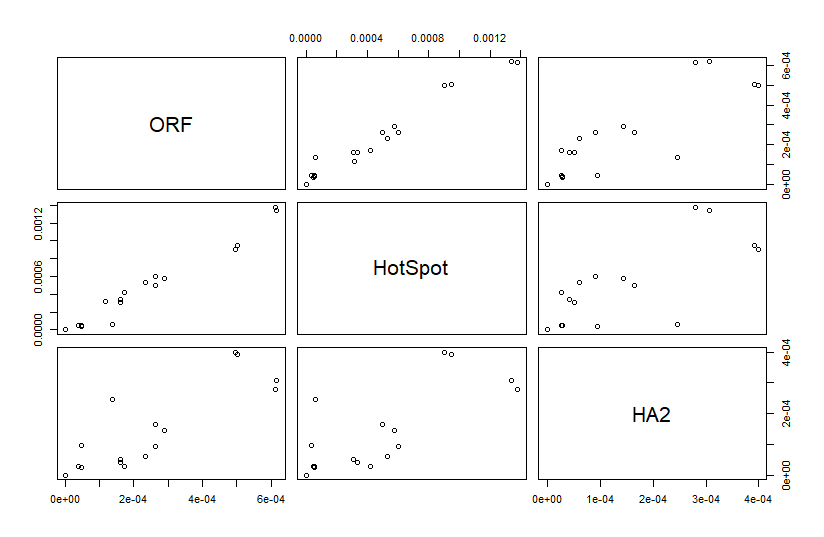 0.0000 0.0004 0.0008 0.0012
ORF
0e+00 2e-04 4e-04 6e-04
0.0000 0.0006 0.0012
HotSpot
HA2
0e+00 2e-04 4e-04
0e+00 2e-04 4e-04 6e-04
0e+00 1e-04 2e-04 3e-04 4e-04